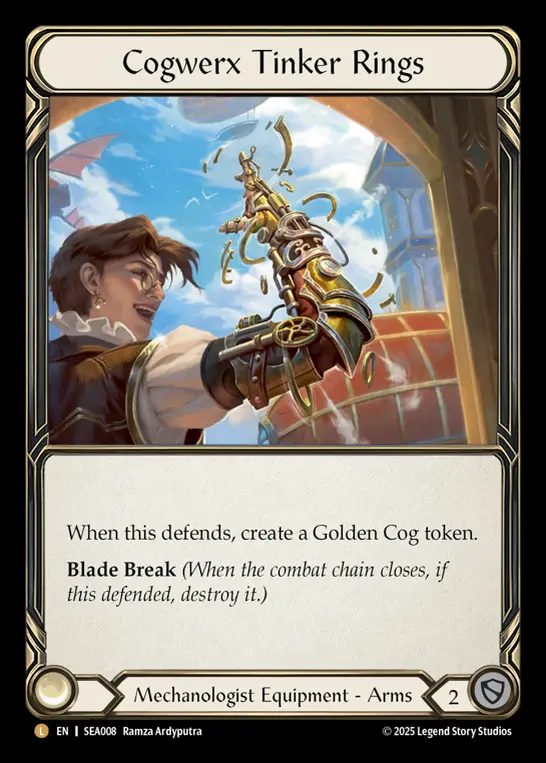 Cogwerx Tinker Rings
When this defends, create a Golden Cog token.
Blade Break (When the combat chain closes, if
this defended, destroy it.)
Mechanologist Equipment - Arms
2
L EN | SEA008 Ramza Ardyputra
© 2025 Legend Story Studios